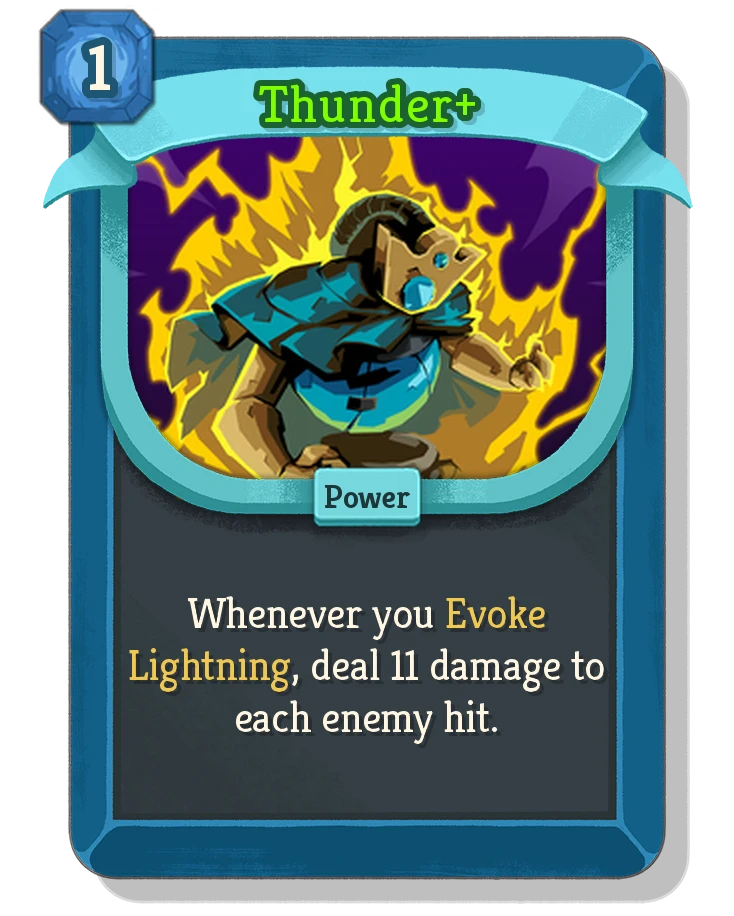 1
Thunder+
Power
Whenever you Evoke
Lightning, deal 11 damage to
each enemy hit.